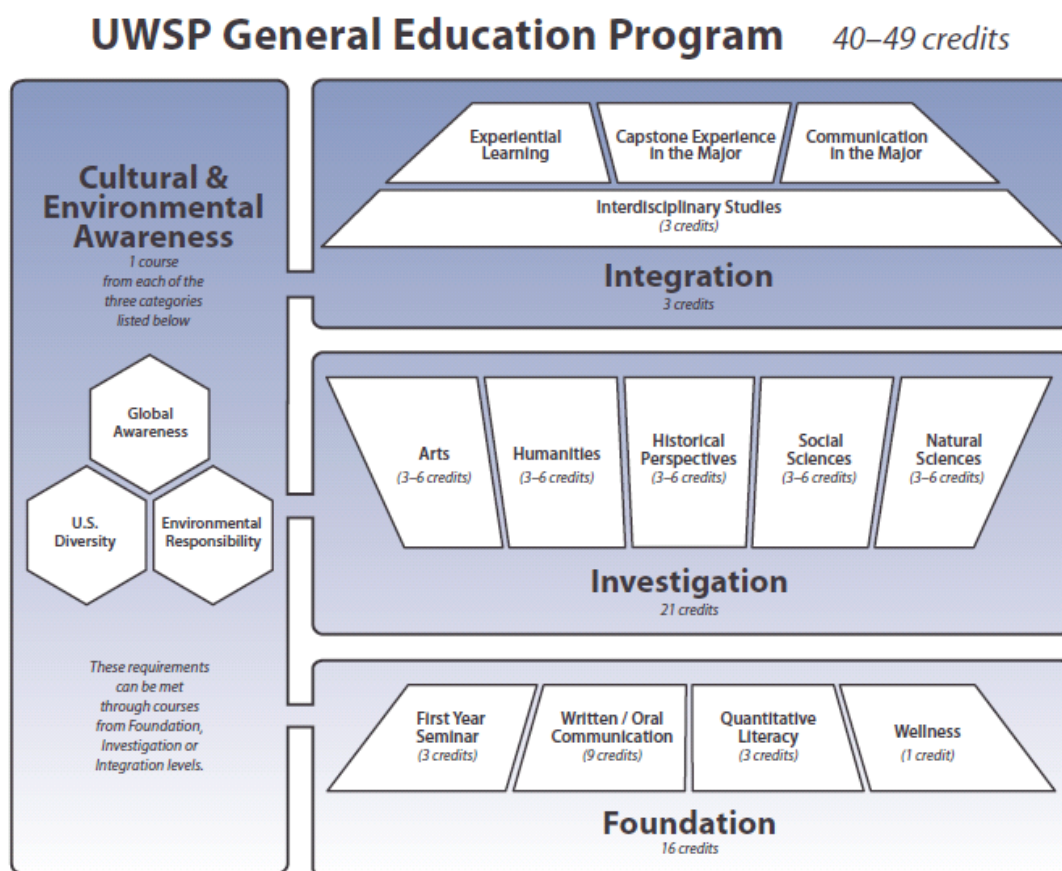 UWSP General Education Program 40–49 credits
Cultural &
Environmental
Awareness
1 course
from each of the
three categories
listed below
Global
Awareness
U.S.
Diversity
Environmental
Responsibility
These requirements
can be met
through courses
from Foundation,
Investigation or
Integration levels.
Experiential
Learning
Capstone Experience
in the Major
Communication
in the Major
Interdisciplinary Studies
(3 credits)
Integration
3 credits
Arts
(3–6 credits)
Humanities
(3–6 credits)
Historical
Perspectives
(3–6 credits)
Social
Sciences
(3–6 credits)
Natural
Sciences
(3–6 credits)
Investigation
21 credits
First Year
Seminar
(3 credits)
Written / Oral
Communication
(9 credits)
Quantitative
Literacy
(3 credits)
Wellness
(1 credit)
Foundation
16 credits